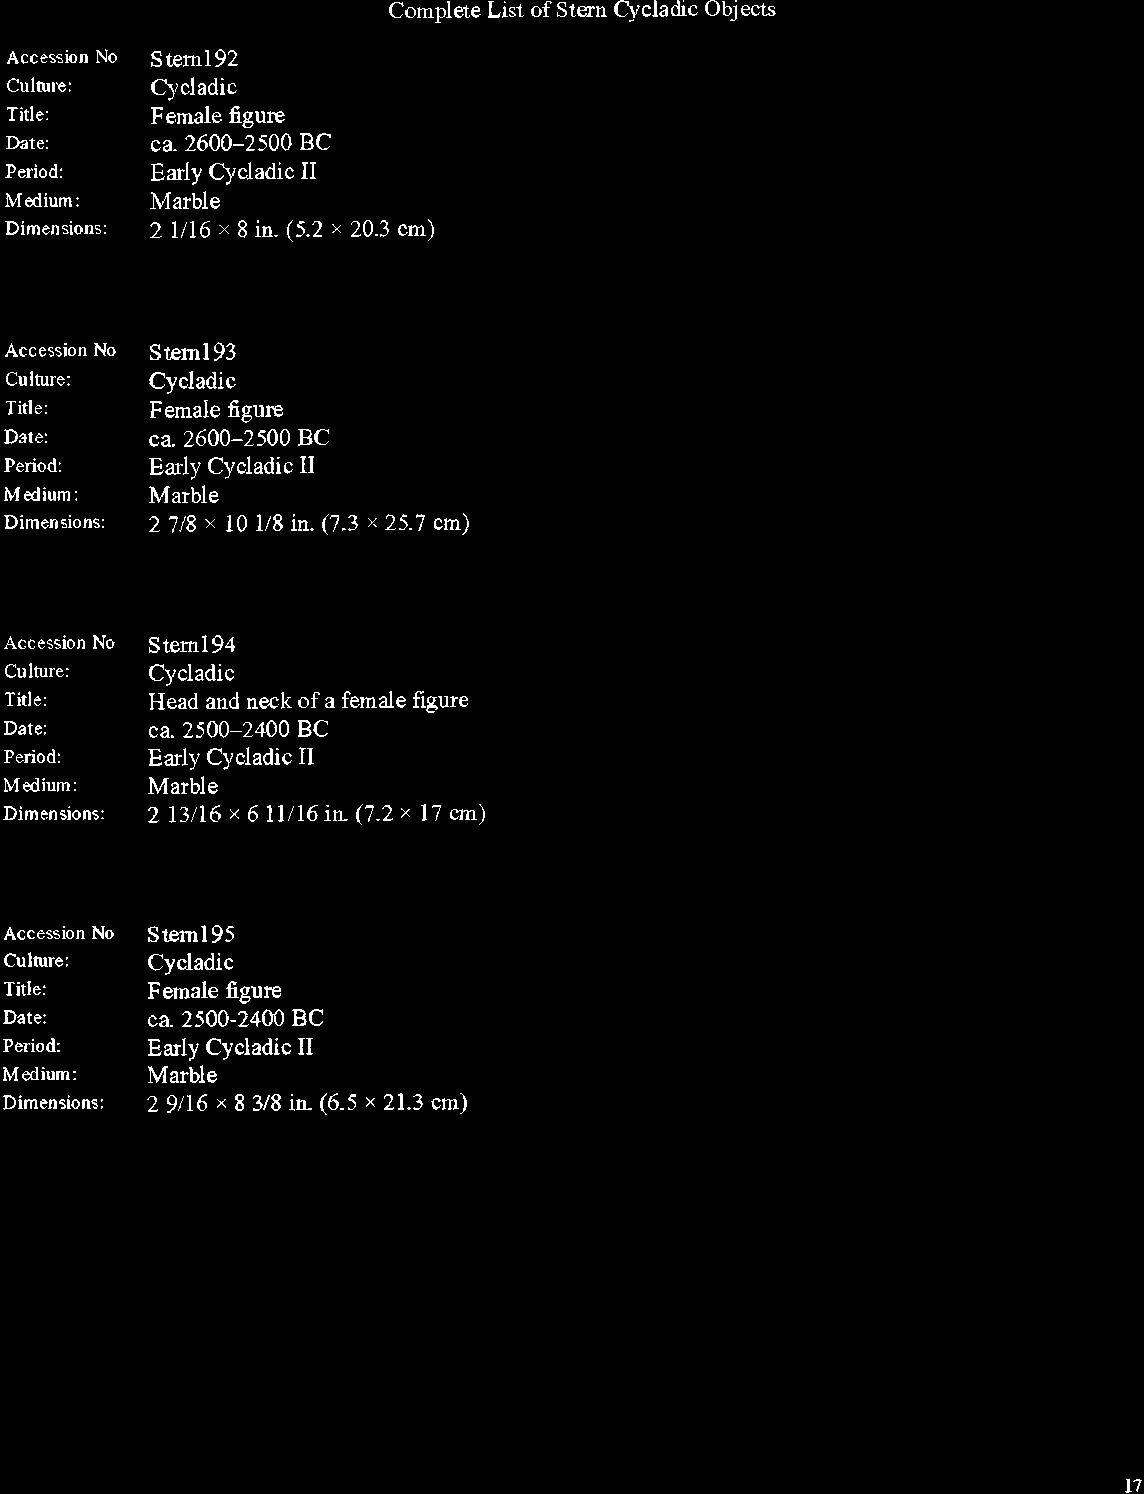 Complete List of Stern Cycladic Objects
Accession No Stern192
Culture: Cycladic
Title: Female figure
Date: ca. 2600–2500 BC
Period: Early Cycladic II
Medium: Marble
Dimensions: 2 1/16 × 8 in. (5.2 × 20.3 cm)
Accession No Stern193
Culture: Cycladic
Title: Female figure
Date: ca. 2600–2500 BC
Period: Early Cycladic II
Medium: Marble
Dimensions: 2 7/8 × 10 1/8 in. (7.3 × 25.7 cm)
Accession No Stern194
Culture: Cycladic
Title: Head and neck of a female figure
Date: ca. 2500–2400 BC
Period: Early Cycladic II
Medium: Marble
Dimensions: 2 13/16 × 6 11/16 in. (7.2 × 17 cm)
Accession No Stern195
Culture: Cycladic
Title: Female figure
Date: ca. 2500-2400 BC
Period: Early Cycladic II
Medium: Marble
Dimensions: 2 9/16 × 8 3/8 in. (6.5 × 21.3 cm)
17